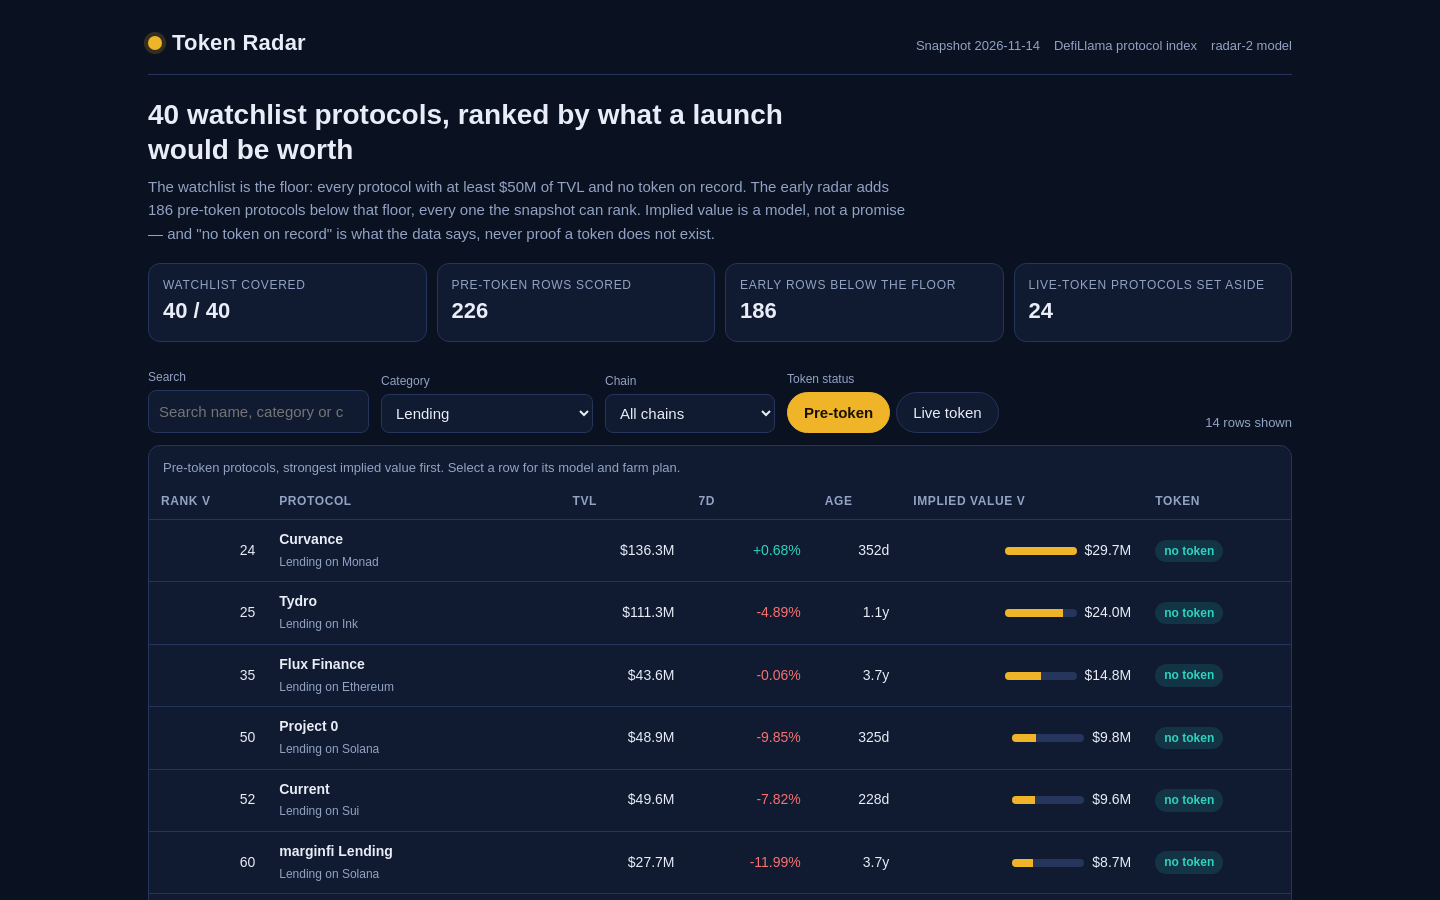 Token Radar
Snapshot 2026-11-14 DefiLlama protocol index radar-2 model
40 watchlist protocols, ranked by what a launch
would be worth
The watchlist is the floor: every protocol with at least $50M of TVL and no token on record. The early radar adds
186 pre-token protocols below that floor, every one the snapshot can rank. Implied value is a model, not a promise
— and "no token on record" is what the data says, never proof a token does not exist.
WATCHLIST COVERED
40 / 40
PRE-TOKEN ROWS SCORED
226
EARLY ROWS BELOW THE FLOOR
186
LIVE-TOKEN PROTOCOLS SET ASIDE
24
Search
Search name, category or c
Category
Lending
Chain
All chains
Token status
Pre-token Live token
14 rows shown
Pre-token protocols, strongest implied value first. Select a row for its model and farm plan.
RANK V PROTOCOL TVL 7D AGE IMPLIED VALUE V TOKEN
24 Curvance $136.3M +0.68% 352d $29.7M no token
Lending on Monad
25 Tydro $111.3M -4.89% 1.1y $24.0M no token
Lending on Ink
35 Flux Finance $43.6M -0.06% 3.7y $14.8M no token
Lending on Ethereum
50 Project 0 $48.9M -9.85% 325d $9.8M no token
Lending on Solana
52 Current $49.6M -7.82% 228d $9.6M no token
Lending on Sui
60 marginfi Lending $27.7M -11.99% 3.7y $8.7M no token
Lending on Solana